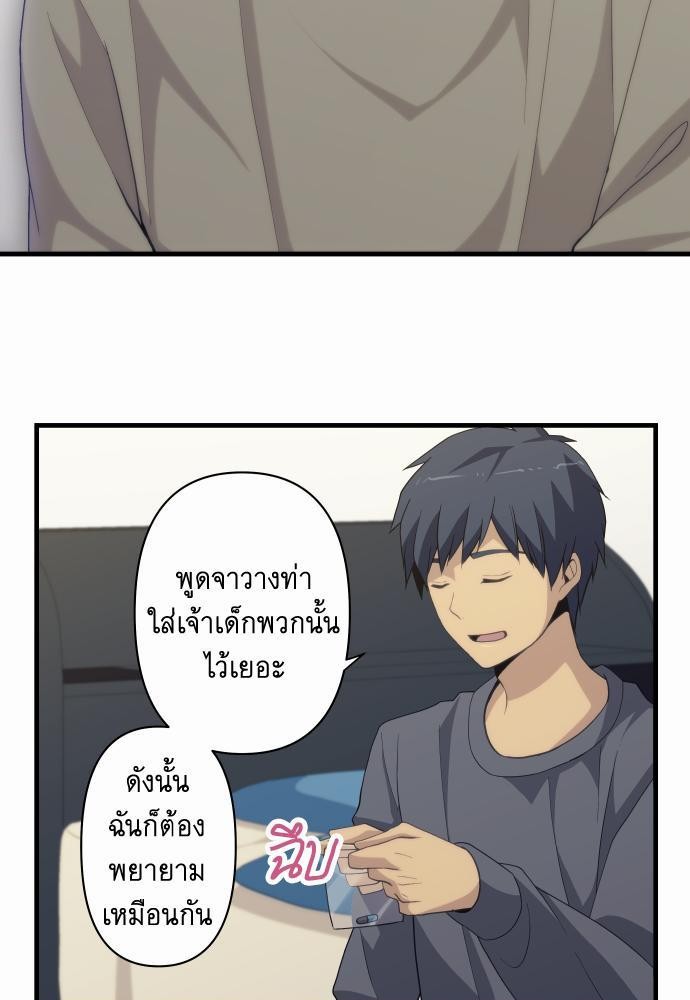 พูดจาวางท่า
ใส่เจ้าเด็กพวกนั้น
ไว้เยอะ
ดังนั้น
ฉันก็ต้อง
พยายาม
เหมือนกัน
ฉึบ